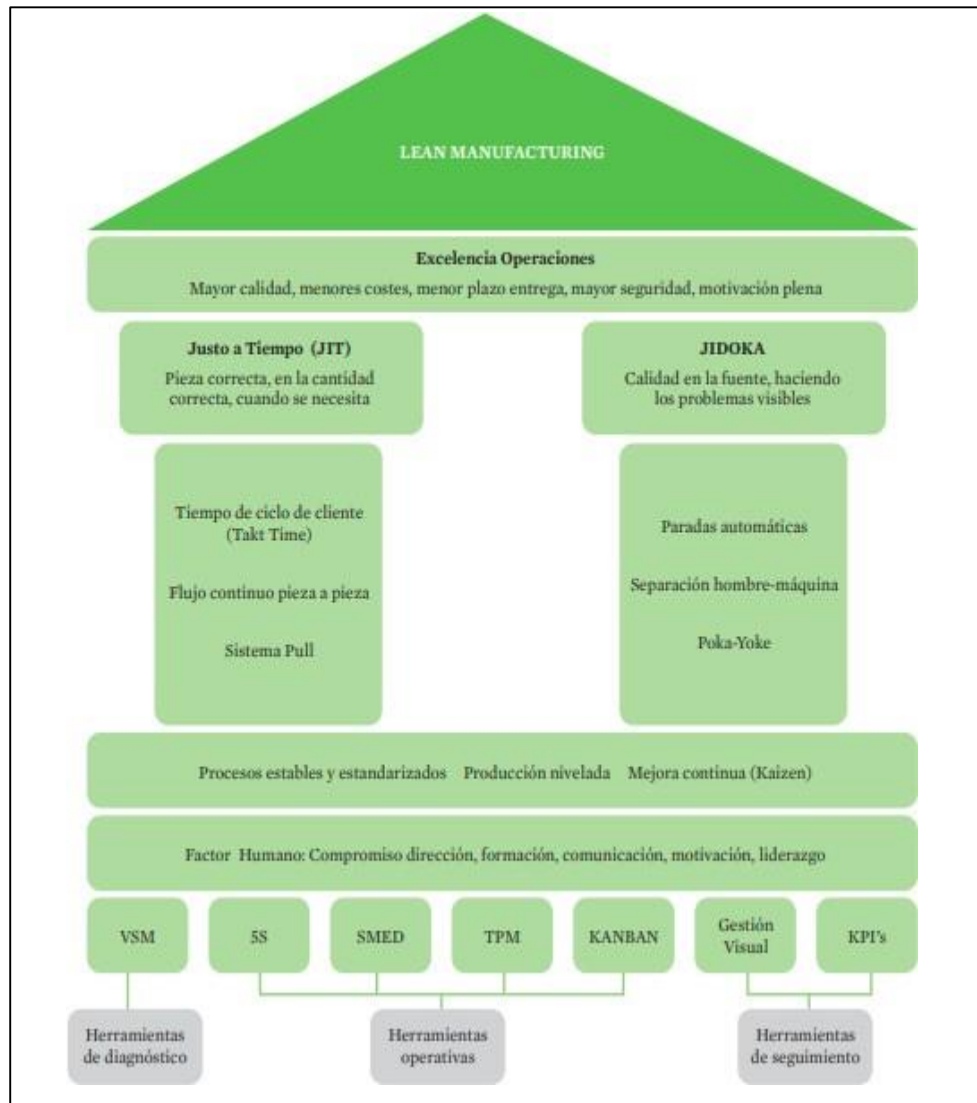 LEAN MANUFACTURING
Excelencia Operaciones
Mayor calidad, menores costes, menor plazo entrega, mayor seguridad, motivación plena
Justo a Tiempo (JIT)
Pieza correcta, en la cantidad
correcta, cuando se necesita
JIDOKA
Calidad en la fuente, haciendo
los problemas visibles
Tiempo de ciclo de cliente
(Takt Time)
Flujo continuo pieza a pieza
Sistema Pull
Paradas automáticas
Separación hombre-máquina
Poka-Yoke
Procesos estables y estandarizados Producción nivelada Mejora continua (Kaizen)
Factor Humano: Compromiso dirección, formación, comunicación, motivación, liderazgo
VSM
5S
SMED
TPM
KANBAN
Gestión
Visual
KPI's
Herramientas
de diagnóstico
Herramientas
operativas
Herramientas
de seguimiento